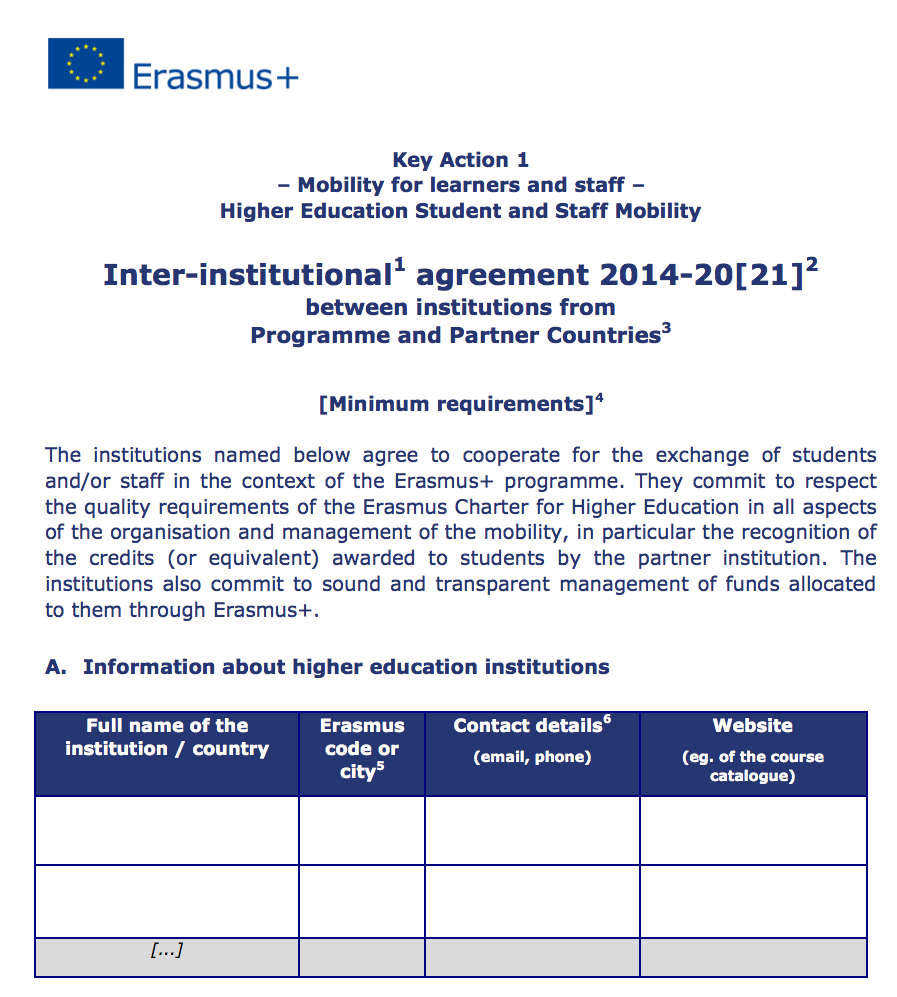 Erasmus+
Key Action 1
– Mobility for learners and staff –
Higher Education Student and Staff Mobility
Inter-institutional¹ agreement 2014-20[21]²
between institutions from
Programme and Partner Countries³
[Minimum requirements]⁴
The institutions named below agree to cooperate for the exchange of students
and/or staff in the context of the Erasmus+ programme. They commit to respect
the quality requirements of the Erasmus Charter for Higher Education in all aspects
of the organisation and management of the mobility, in particular the recognition of
the credits (or equivalent) awarded to students by the partner institution. The
institutions also commit to sound and transparent management of funds allocated
to them through Erasmus+.
A. Information about higher education institutions
Full name of the
institution / country
Erasmus
code or
city⁵
Contact details⁶
(email, phone)
Website
(eg. of the course
catalogue)
[...]